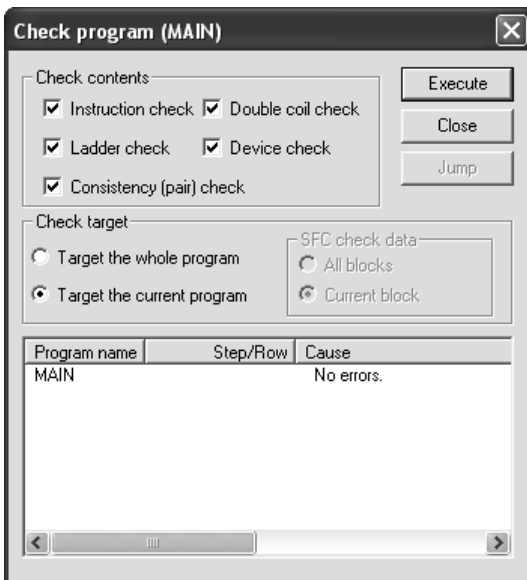 Check program (MAIN)
Check contents
Execute
Instruction check Double coil check
Close
Ladder check Device check
Jump
Consistency (pair) check
Check target
SFC check data
Target the whole program
All blocks
Target the current program
Current block
Program name Step/Row Cause
MAIN No errors.